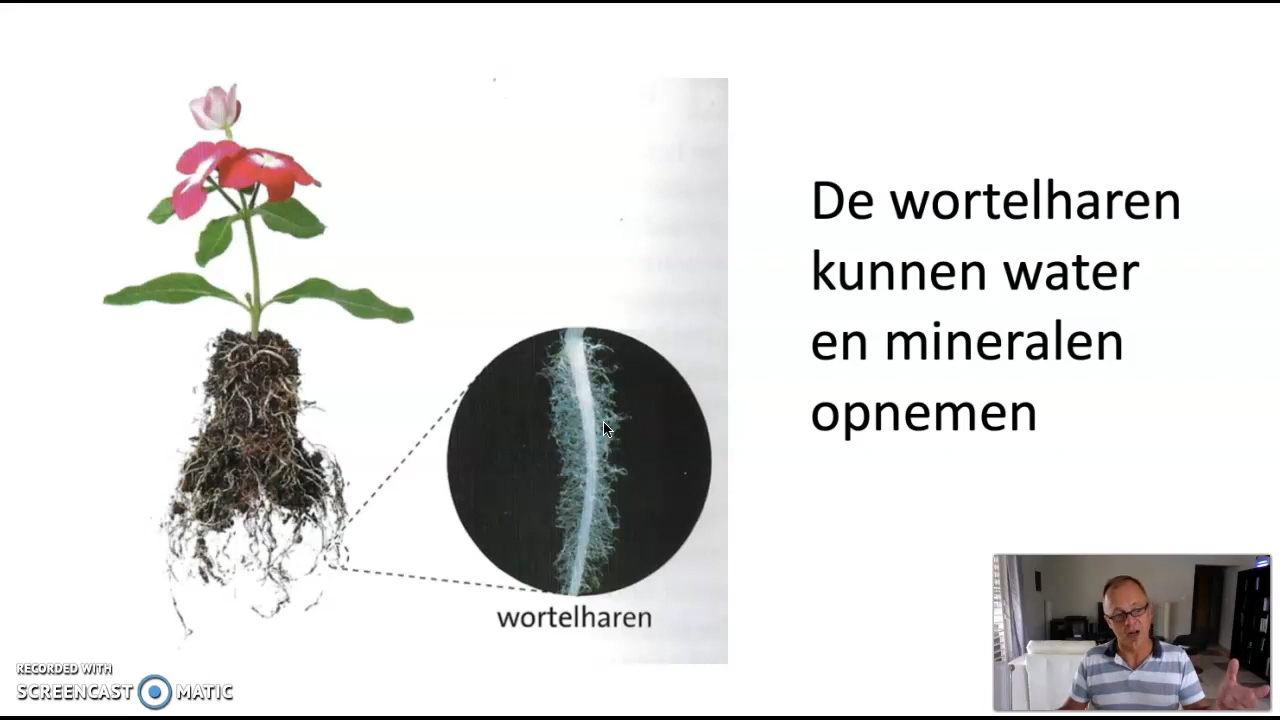 De wortelharen
kunnen water
en mineralen
opnemen
wortelharen
RECORDED WITH
SCREENCAST MATIC